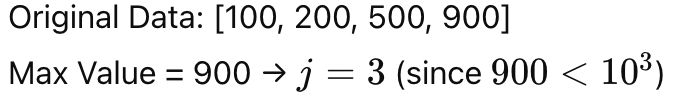 Original Data: [100, 200, 500, 900]
Max Value = 900 → j = 3 (since 900 < 10³)